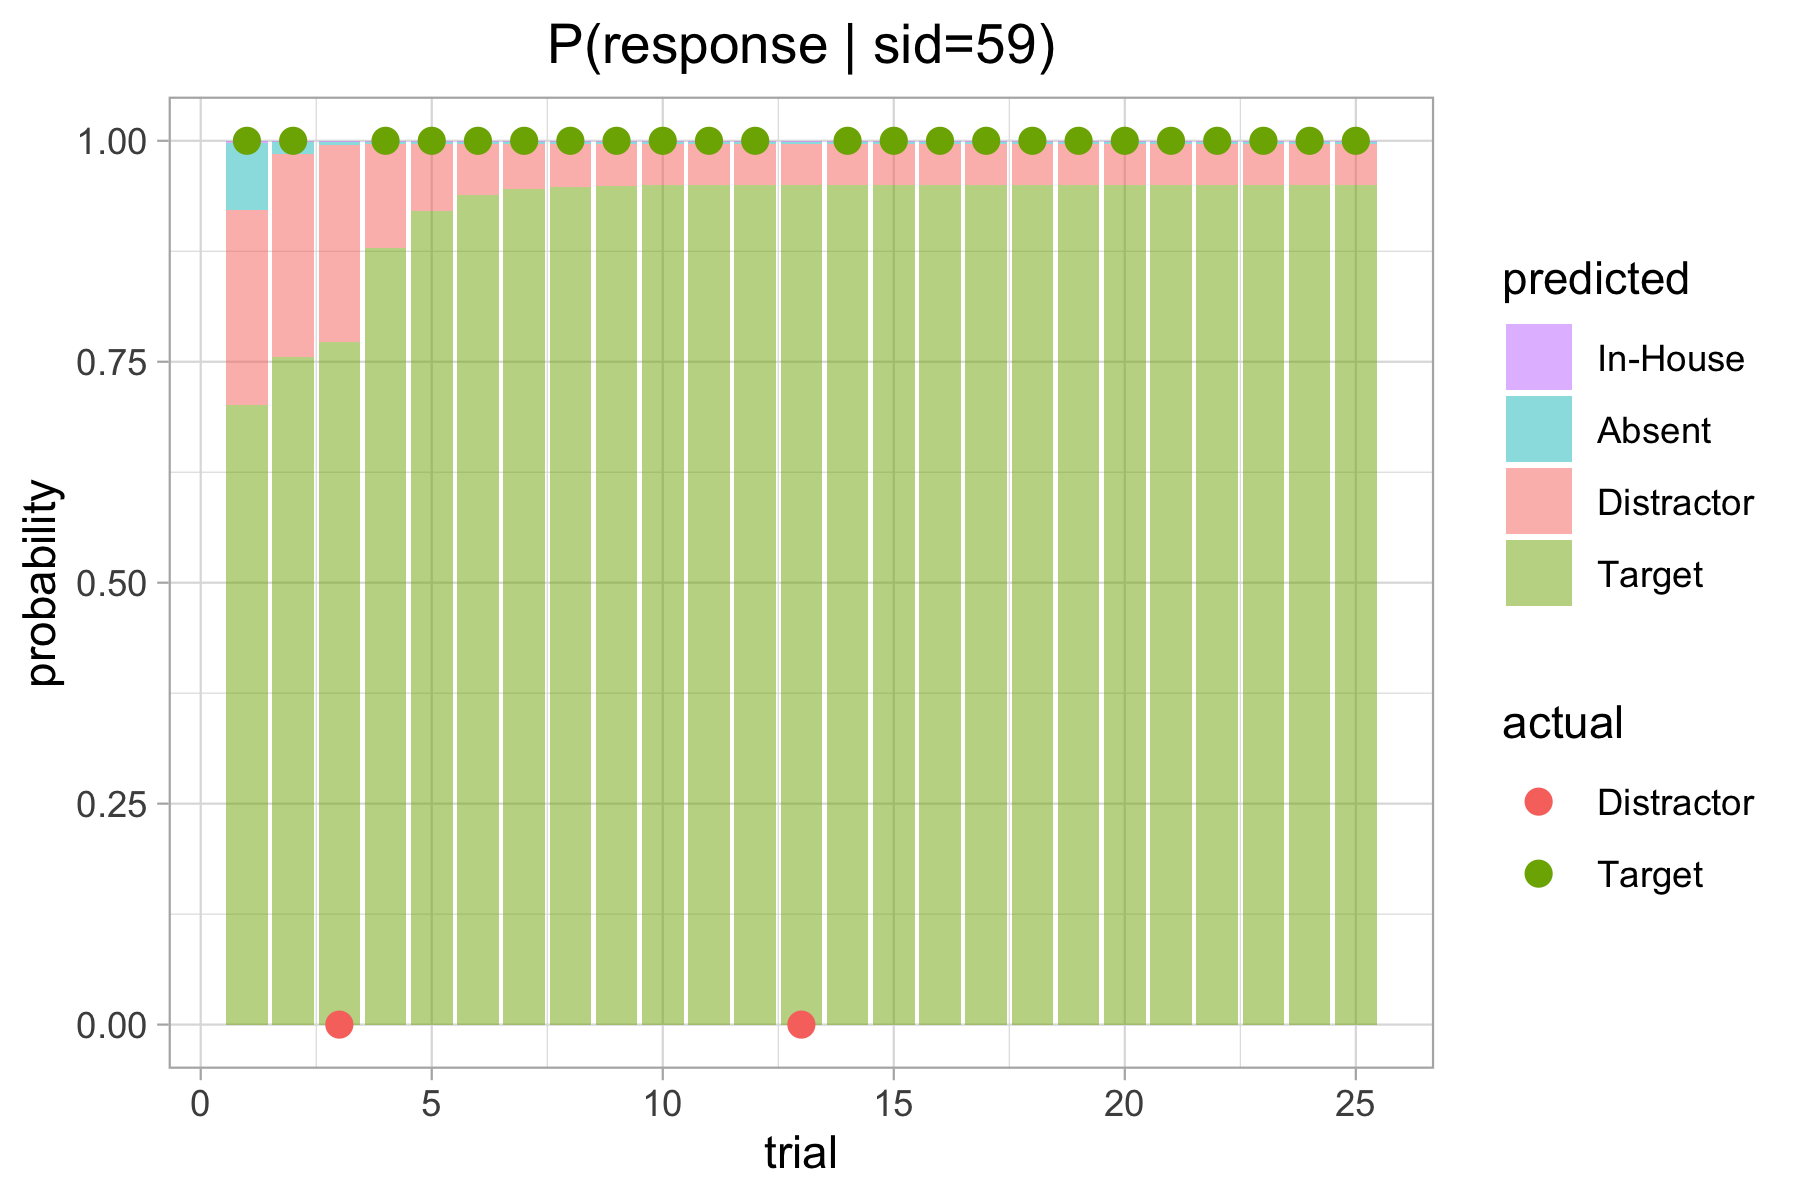 P(response | sid=59)
probability
1.00
0.75
0.50
0.25
0.00
0 5 10 15 20 25
trial
predicted
In-House
Absent
Distractor
Target
actual
Distractor
Target